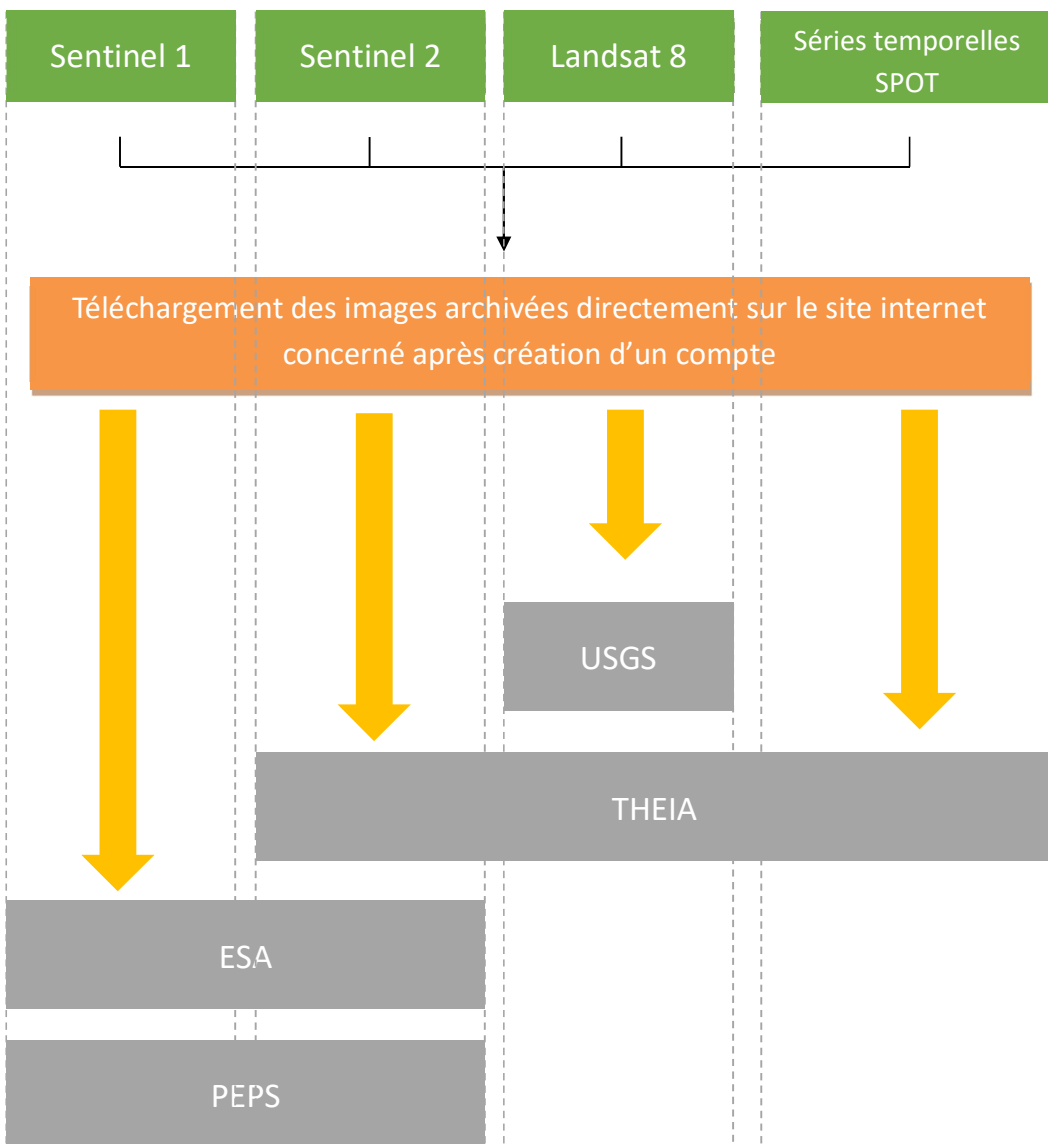 Sentinel 1
Sentinel 2
Landsat 8
Séries temporelles
SPOT
Téléchargement des images archivées directement sur le site internet
concerné après création d’un compte
USGS
THEIA
ESA
PEPS